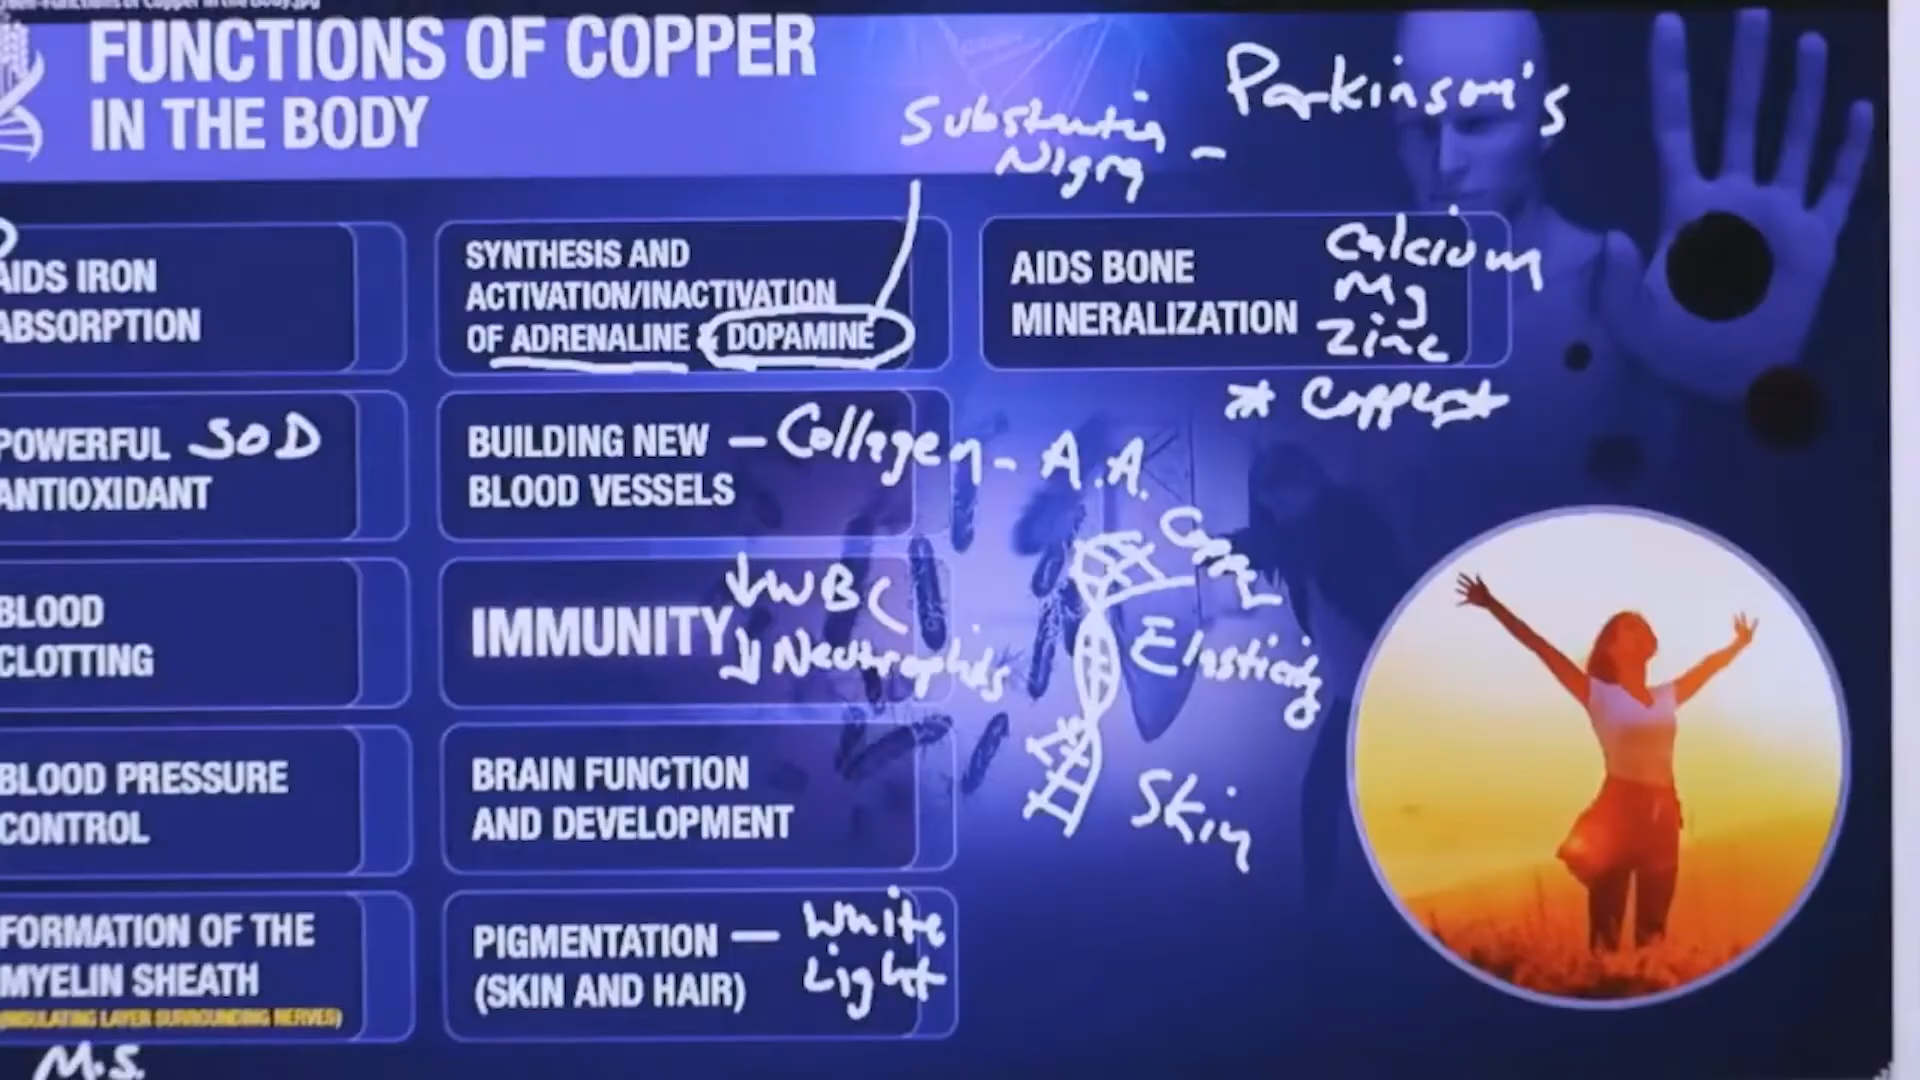 FUNCTIONS OF COPPER
IN THE BODY
Substantia
Nigra -
Parkinson's
AIDS IRON
ABSORPTION
SYNTHESIS AND
ACTIVATION/INACTIVATION
OF ADRENALINE & DOPAMINE
AIDS BONE
MINERALIZATION
Calcium
Mg
Zinc
* Copper *
POWERFUL SOD
ANTIOXIDANT
BUILDING NEW — Collagen - A.A.
BLOOD VESSELS
Copper
Elasticity
Skin
BLOOD
CLOTTING
IMMUNITY
↓WBC
↓Neutrophils
BLOOD PRESSURE
CONTROL
BRAIN FUNCTION
AND DEVELOPMENT
FORMATION OF THE
MYELIN SHEATH
(INSULATING LAYER SURROUNDING NERVES)
M.S.
PIGMENTATION — White
(SKIN AND HAIR) Light